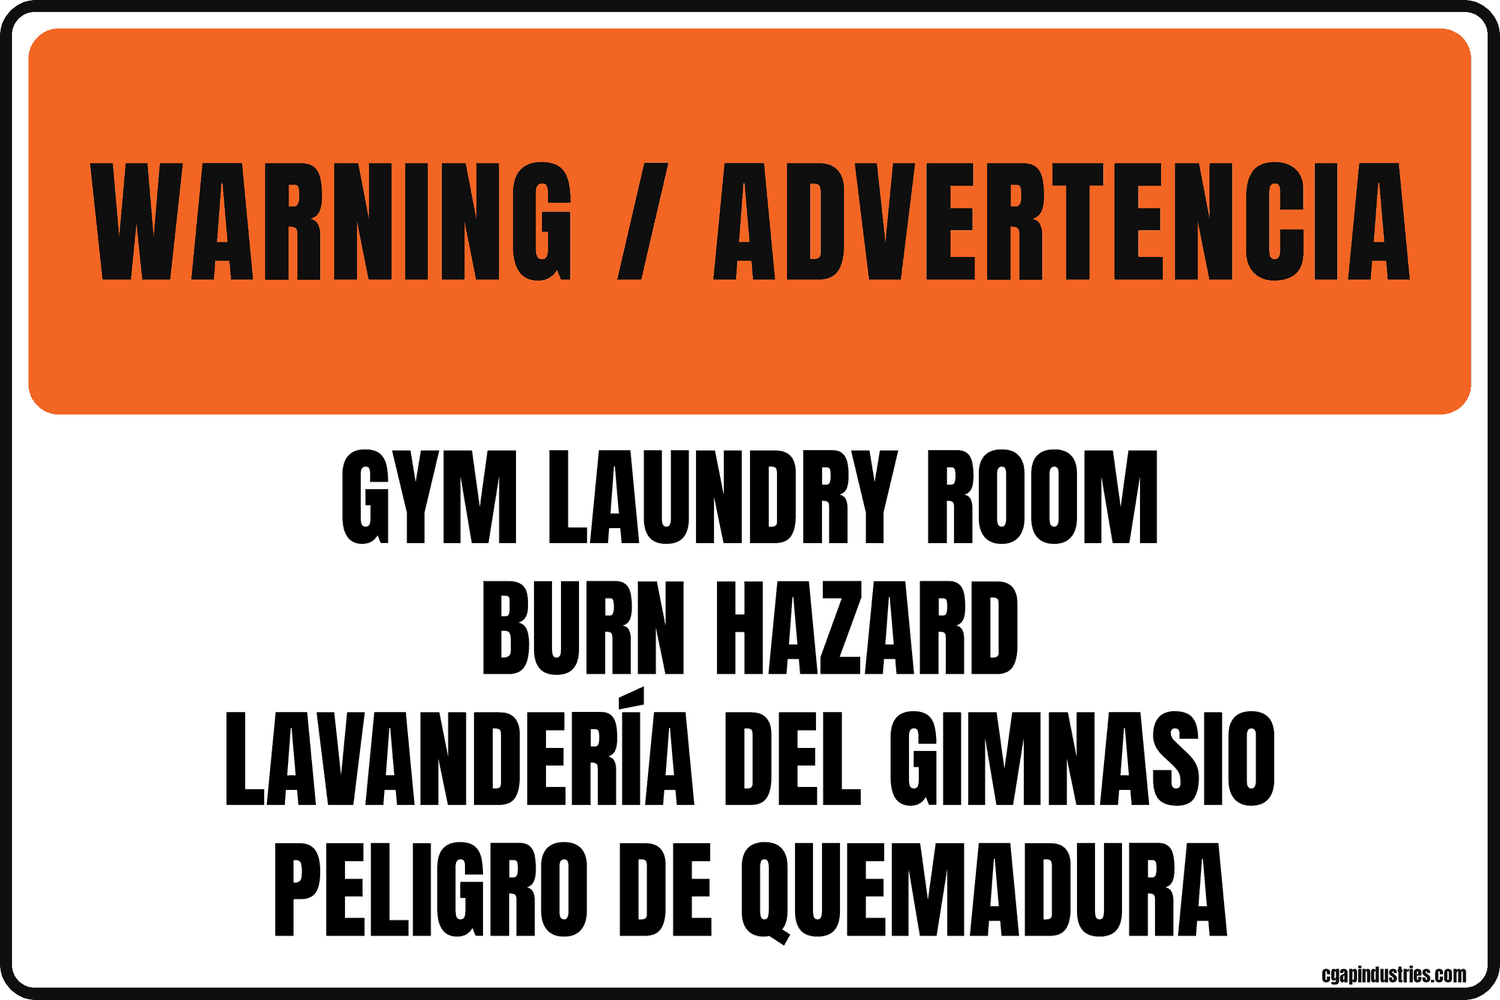 WARNING / ADVERTENCIA
GYM LAUNDRY ROOM
BURN HAZARD
LAVANDERÍA DEL GIMNASIO
PELIGRO DE QUEMADURA
cgapindustries.com